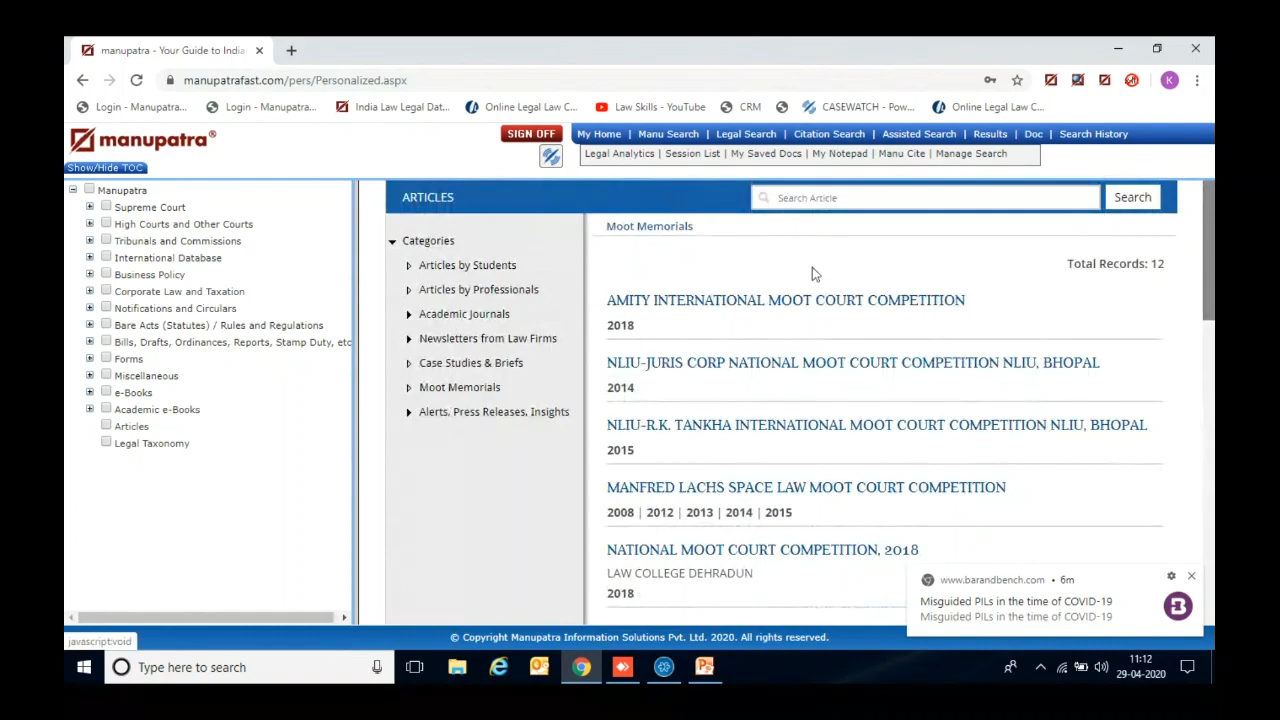 manupatra - Your Guide to India
manupatrafast.com/pers/Personalized.aspx
K
Login - Manupatra...
Login - Manupatra...
India Law Legal Dat...
Online Legal Law C...
Law Skills - YouTube
CRM
CASEWATCH - Pow...
Online Legal Law C...
manupatra®
SIGN OFF
My Home | Manu Search | Legal Search | Citation Search | Assisted Search | Results | Doc | Search History
Legal Analytics | Session List | My Saved Docs | My Notepad | Manu Cite | Manage Search
Show/Hide TOC
Manupatra
Supreme Court
High Courts and Other Courts
Tribunals and Commissions
International Database
Business Policy
Corporate Law and Taxation
Notifications and Circulars
Bare Acts (Statutes) / Rules and Regulations
Bills, Drafts, Ordinances, Reports, Stamp Duty, etc
Forms
Miscellaneous
e-Books
Academic e-Books
Articles
Legal Taxonomy
ARTICLES
Search Article
Search
Categories
Articles by Students
Articles by Professionals
Academic Journals
Newsletters from Law Firms
Case Studies & Briefs
Moot Memorials
Alerts, Press Releases, Insights
Moot Memorials
Total Records: 12
AMITY INTERNATIONAL MOOT COURT COMPETITION
2018
NLIU-JURIS CORP NATIONAL MOOT COURT COMPETITION NLIU, BHOPAL
2014
NLIU-R.K. TANKHA INTERNATIONAL MOOT COURT COMPETITION NLIU, BHOPAL
2015
MANFRED LACHS SPACE LAW MOOT COURT COMPETITION
2008 | 2012 | 2013 | 2014 | 2015
NATIONAL MOOT COURT COMPETITION, 2018
LAW COLLEGE DEHRADUN
2018
www.barandbench.com • 6m
Misguided PILs in the time of COVID-19
Misguided PILs in the time of COVID-19
javascript:void
© Copyright Manupatra Information Solutions Pvt. Ltd. 2020. All rights reserved.
Type here to search
11:12
29-04-2020